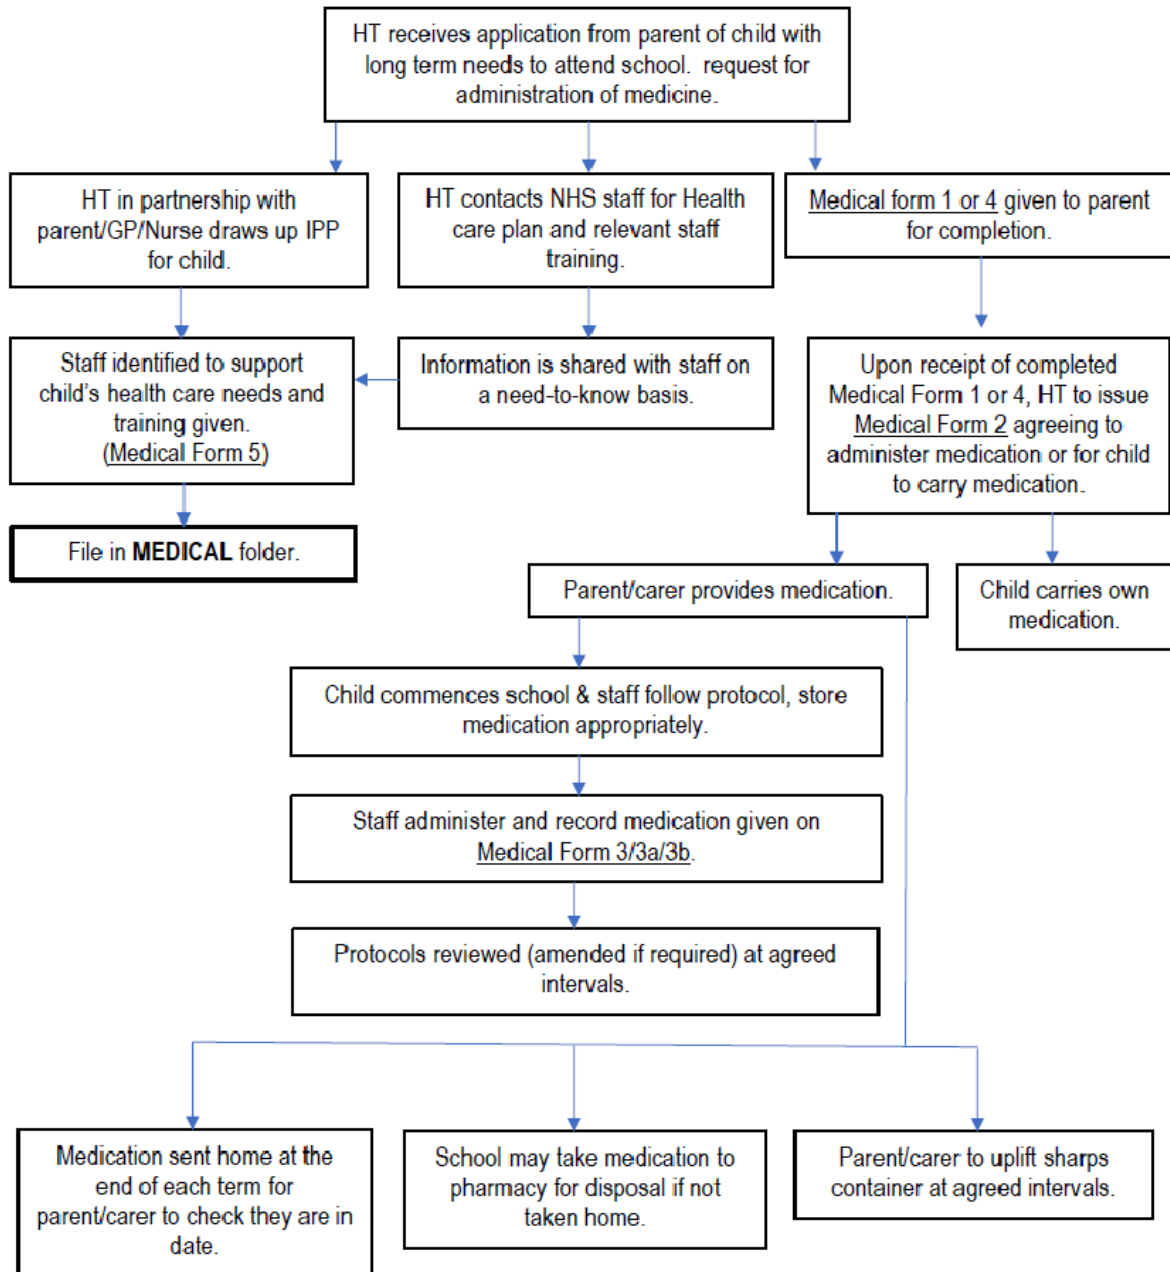 HT receives application from parent of child with
long term needs to attend school.  request for
administration of medicine.
HT in partnership with
parent/GP/Nurse draws up IPP
for child.
HT contacts NHS staff for Health
care plan and relevant staff
training.
Medical form 1 or 4 given to parent
for completion.
Staff identified to support
child's health care needs and
training given.
(Medical Form 5)
Information is shared with staff on
a need-to-know basis.
Upon receipt of completed
Medical Form 1 or 4, HT to issue
Medical Form 2 agreeing to
administer medication or for child
to carry medication.
File in MEDICAL folder.
Parent/carer provides medication.
Child carries own
medication.
Child commences school & staff follow protocol, store
medication appropriately.
Staff administer and record medication given on
Medical Form 3/3a/3b.
Protocols reviewed (amended if required) at agreed
intervals.
Medication sent home at the
end of each term for
parent/carer to check they are in
date.
School may take medication to
pharmacy for disposal if not
taken home.
Parent/carer to uplift sharps
container at agreed intervals.